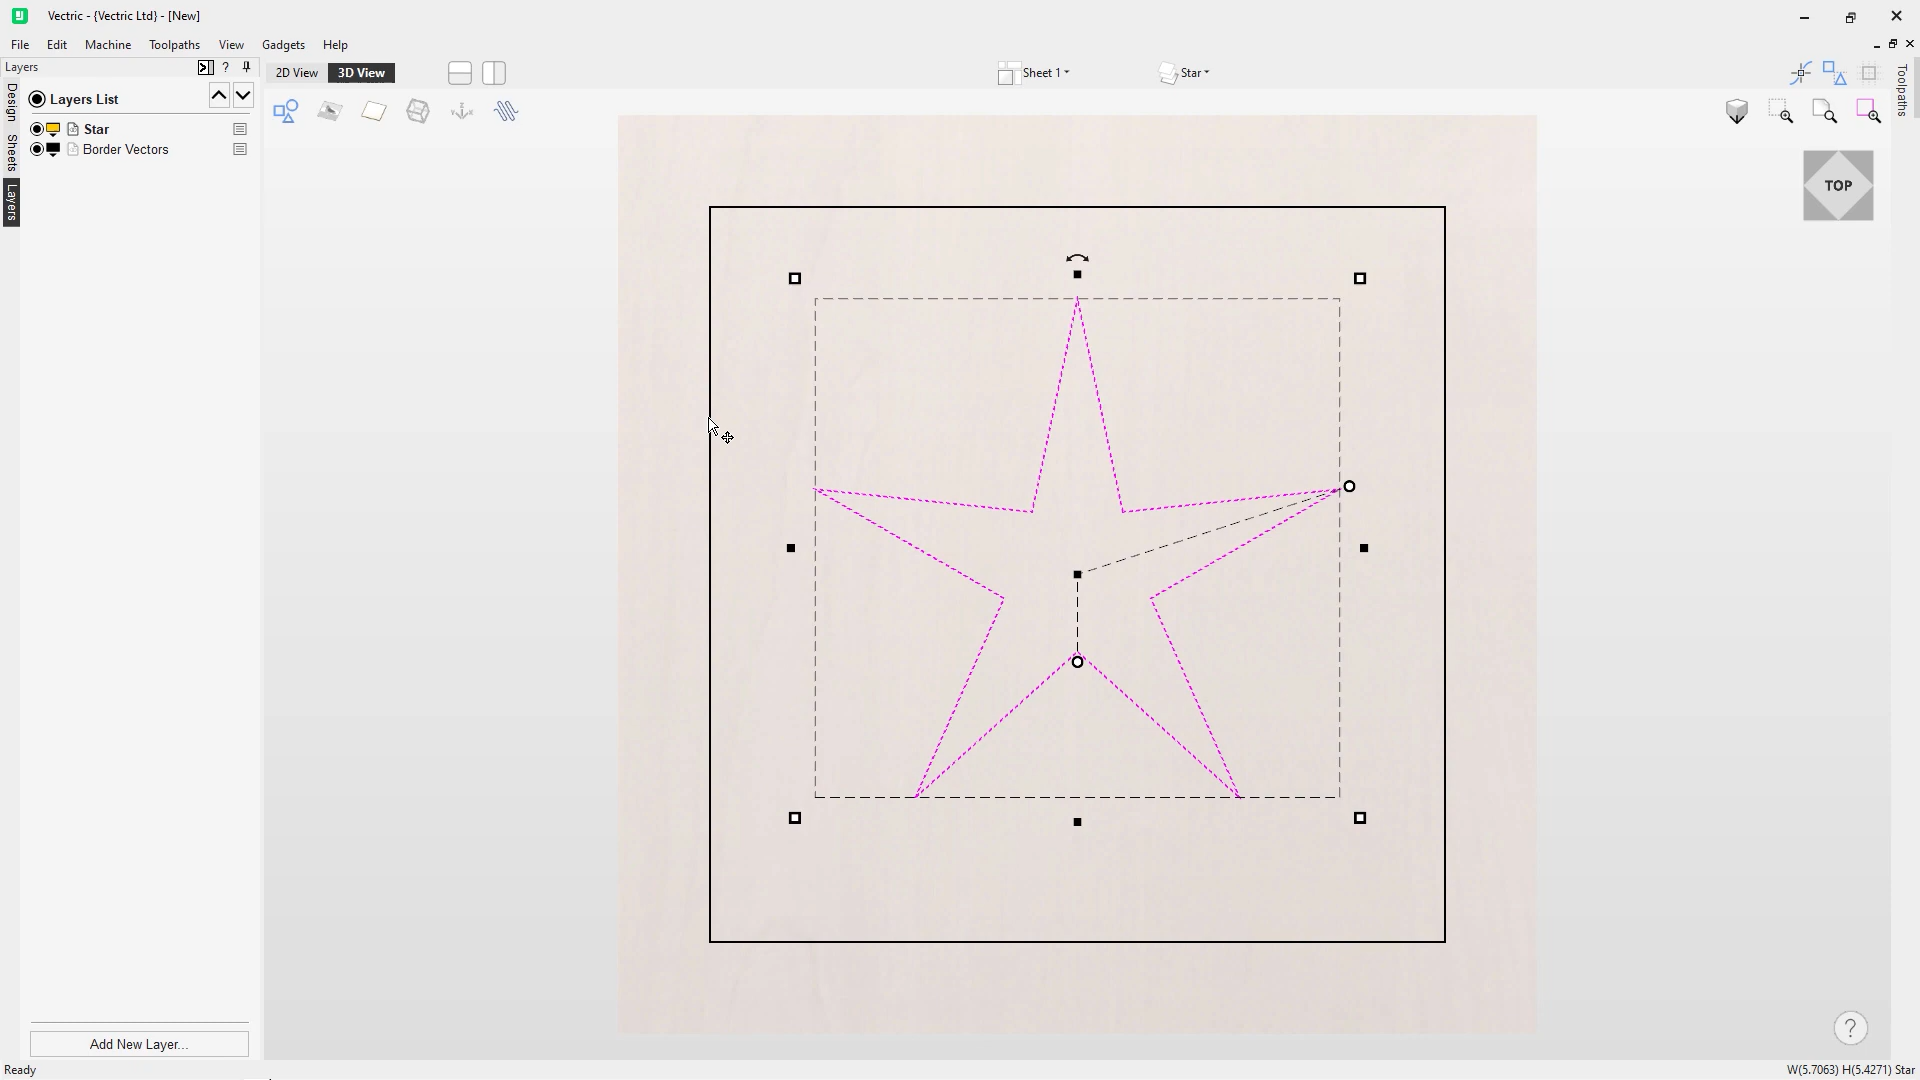 Vectric - {Vectric Ltd} - [New]
File Edit Machine Toolpaths View Gadgets Help
Layers ?
2D View 3D View Sheet 1 Star
Layers List
Star
Border Vectors
Design
Sheets
Layers
Toolpaths
TOP
?
Add New Layer...
Ready
W(5.7063) H(5.4271) Star